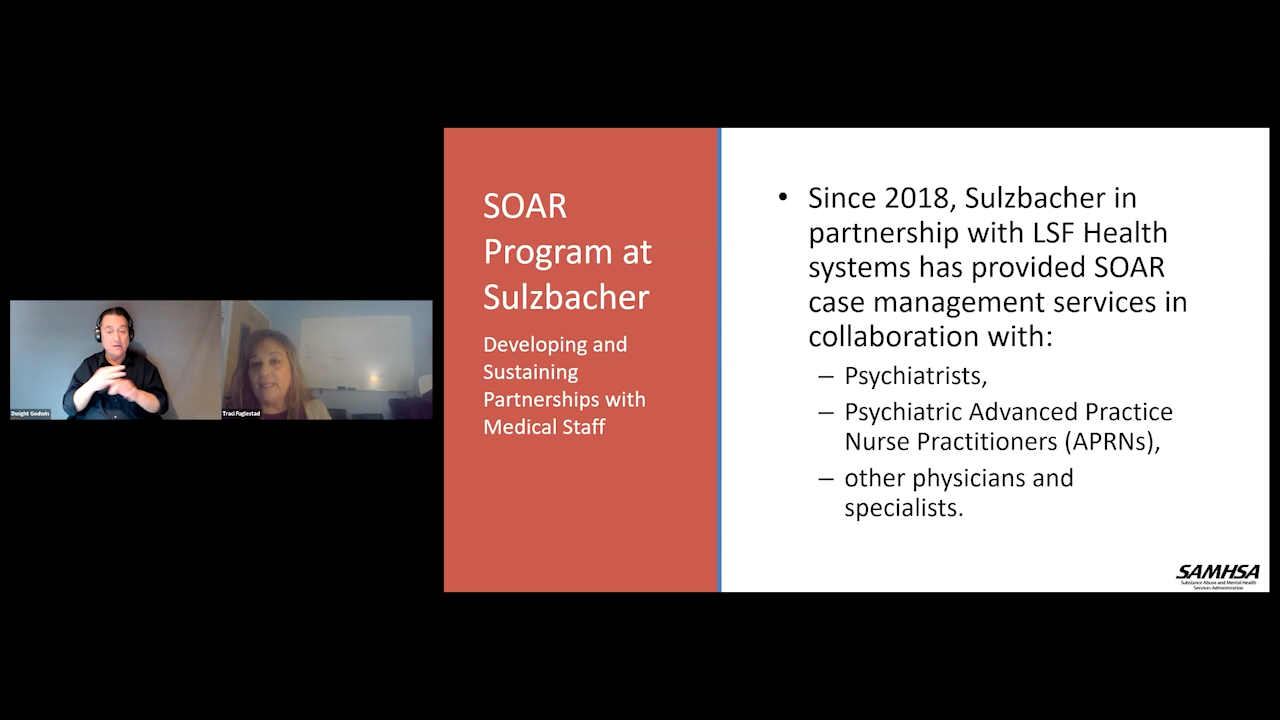 SOAR
Program at
Sulzbacher
Developing and
Sustaining
Partnerships with
Medical Staff
• Since 2018, Sulzbacher in
partnership with LSF Health
systems has provided SOAR
case management services in
collaboration with:
– Psychiatrists,
– Psychiatric Advanced Practice
Nurse Practitioners (APRNs),
– other physicians and
specialists.
SAMHSA
Substance Abuse and Mental Health
Services Administration
Dwight Godwin
Traci Fuglestad